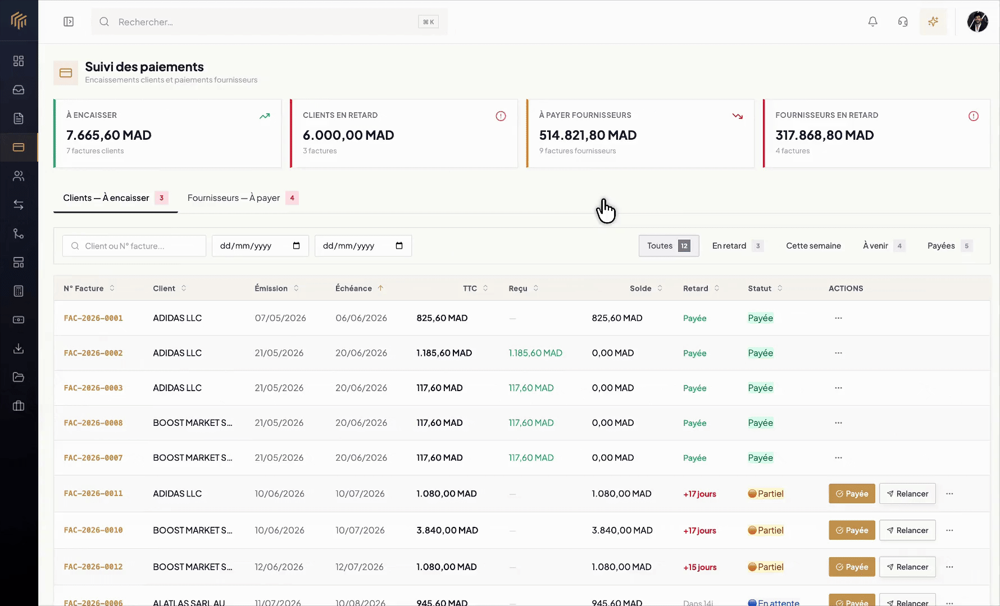 Rechercher...
⌘ K
Suivi des paiements
Encaissements clients et paiements fournisseurs
À ENCAISSER
7.665,60 MAD
7 factures clients
CLIENTS EN RETARD
6.000,00 MAD
3 factures
À PAYER FOURNISSEURS
514.821,80 MAD
9 factures fournisseurs
FOURNISSEURS EN RETARD
317.868,80 MAD
4 factures
Clients — À encaisser 3 Fournisseurs — À payer 4
Client ou N° facture... dd/mm/yyyy dd/mm/yyyy Toutes 12 En retard 3 Cette semaine À venir 4 Payées 5
N° Facture Client Émission Échéance TTC Reçu Solde Retard Statut ACTIONS
FAC-2026-0001 ADIDAS LLC 07/05/2026 06/06/2026 825,60 MAD — 825,60 MAD Payée Payée ...
FAC-2026-0002 ADIDAS LLC 21/05/2026 20/06/2026 1.185,60 MAD 1.185,60 MAD 0,00 MAD Payée Payée ...
FAC-2026-0003 ADIDAS LLC 21/05/2026 20/06/2026 117,60 MAD 117,60 MAD 0,00 MAD Payée Payée ...
FAC-2026-0008 BOOST MARKET S... 21/05/2026 20/06/2026 117,60 MAD 117,60 MAD 0,00 MAD Payée Payée ...
FAC-2026-0007 BOOST MARKET S... 21/05/2026 20/06/2026 117,60 MAD 117,60 MAD 0,00 MAD Payée Payée ...
FAC-2026-0011 ADIDAS LLC 10/06/2026 10/07/2026 1.080,00 MAD — 1.080,00 MAD +17 jours Partiel Payée Relancer ...
FAC-2026-0010 BOOST MARKET S... 10/06/2026 10/07/2026 3.840,00 MAD — 3.840,00 MAD +17 jours Partiel Payée Relancer ...
FAC-2026-0012 BOOST MARKET S... 12/06/2026 12/07/2026 1.080,00 MAD — 1.080,00 MAD +15 jours Partiel Payée Relancer ...
FAC-2026-0006 ALATLAS SARL AU 11/07/2026 10/08/2026 945,60 MAD — 945,60 MAD Dans 14j En attente Payée Relancer ...